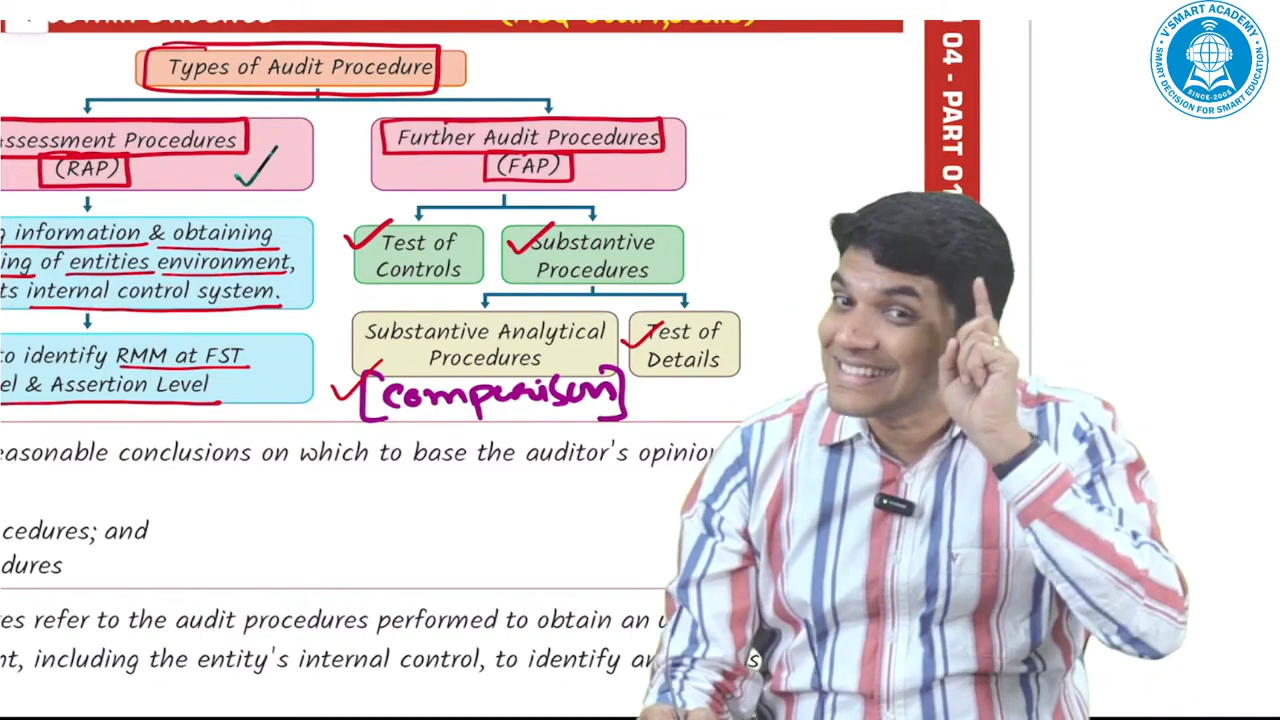 EVIDENCE
Types of Audit Procedure
Assessment Procedures
(RAP)
Further Audit Procedures
(FAP)
information & obtaining
ing of entities environment,
ts internal control system.
Test of
Controls
Substantive
Procedures
to identify RMM at FST
el & Assertion Level
Substantive Analytical
Procedures
Test of
Details
[comparison]
easonable conclusions on which to base the auditor's opinion
cedures; and
dures
es refer to the audit procedures performed to obtain an u
nt, including the entity's internal control, to identify an
04 - PART 01
V'SMART ACADEMY
SMART DECISION FOR SMART EDUCATION
SINCE-2005